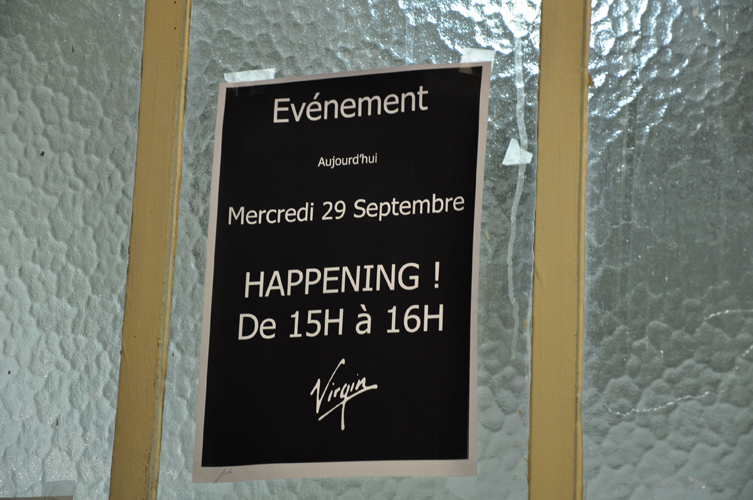 Evénement
Aujourd'hui
Mercredi 29 Septembre
HAPPENING !
De 15H à 16H
Virgin